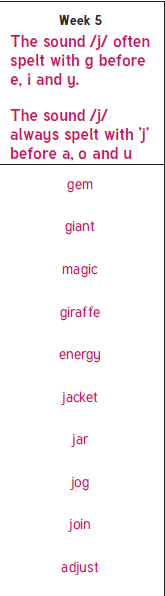 Week 5
The sound /j/ often
spelt with g before
e, i and y.
The sound /j/
always spelt with 'j'
before a, o and u
gem
giant
magic
giraffe
energy
jacket
jar
jog
join
adjust